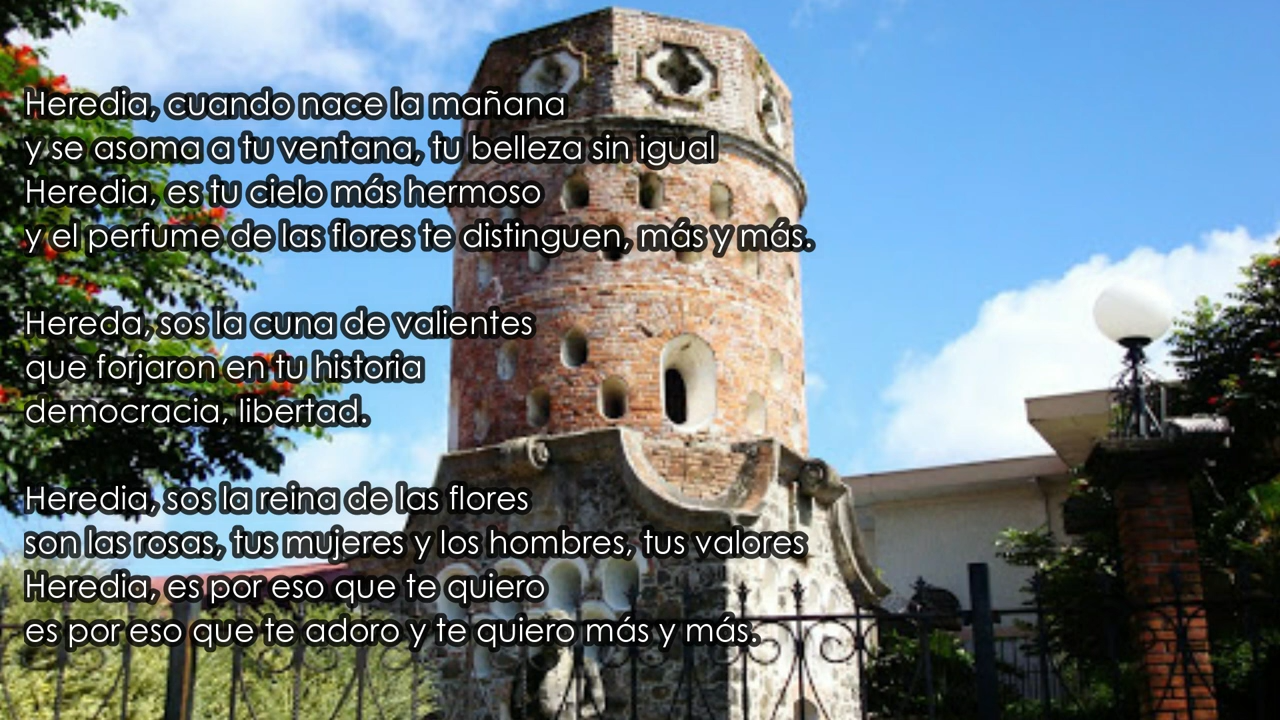 Heredia, cuando nace la mañana
y se asoma a tu ventana, tu belleza sin igual
Heredia, es tu cielo más hermoso
y el perfume de las flores te distinguen, más y más.
Hereda, sos la cuna de valientes
que forjaron en tu historia
democracia, libertad.
Heredia, sos la reina de las flores
son las rosas, tus mujeres y los hombres, tus valores
Heredia, es por eso que te quiero
es por eso que te adoro y te quiero más y más.